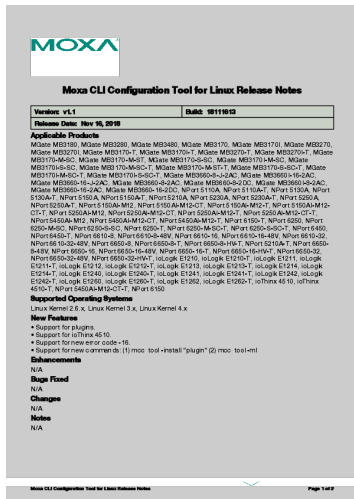 MOXA
Moxa CLI Configuration Tool for Linux Release Notes
Version: v1.1 Build: 18111613
Release Date: Nov 16, 2018
Applicable Products
MGate MB3180, MGate MB3280, MGate MB3480, MGate MB3170, MGate MB3170I, MGate MB3270,
MGate MB3270I, MGate MB3170-T, MGate MB3170I-T, MGate MB3270-T, MGate MB3270I-T, MGate
MB3170-M-SC, MGate MB3170-M-ST, MGate MB3170-S-SC, MGate MB3170I-M-SC, MGate
MB3170I-S-SC, MGate MB3170-M-SC-T, MGate MB3170-M-ST-T, MGate MB3170-S-SC-T, MGate
MB3170I-M-SC-T, MGate MB3170I-S-SC-T, MGate MB3660-8-J-2AC, MGate MB3660I-16-2AC,
MGate MB3660-16-J-2AC, MGate MB3660-8-2AC, MGate MB3660-8-2DC, MGate MB3660I-8-2AC,
MGate MB3660-16-2AC, MGate MB3660-16-2DC, NPort 5110A, NPort 5110A-T, NPort 5130A, NPort
5130A-T, NPort 5150A, NPort 5150A-T, NPort 5210A, NPort 5230A, NPort 5230A-T, NPort 5250A,
NPort 5250A-T, NPort 5150AI-M12, NPort 5150AI-M12-CT, NPort 5150AI-M12-T, NPort 5150AI-M12-
CT-T, NPort 5250AI-M12, NPort 5250AI-M12-CT, NPort 5250AI-M12-T, NPort 5250AI-M12-CT-T,
NPort 5450AI-M12, NPort 5450AI-M12-CT, NPort 5450AI-M12-T, NPort 6150-T, NPort 6250, NPort
6250-M-SC, NPort 6250-S-SC, NPort 6250-T, NPort 6250-M-SC-T, NPort 6250-S-SC-T, NPort 6450,
NPort 6450-T, NPort 6610-8, NPort 6610-8-48V, NPort 6610-16, NPort 6610-16-48V, NPort 6610-32,
NPort 6610-32-48V, NPort 6650-8, NPort 6650-8-T, NPort 6650-8-HV-T, NPort 5210A-T, NPort 6650-
8-48V, NPort 6650-16, NPort 6650-16-48V, NPort 6650-16-T, NPort 6650-16-HV-T, NPort 6650-32,
NPort 6650-32-48V, NPort 6650-32-HV-T, ioLogik E1210, ioLogik E1210-T, ioLogik E1211, ioLogik
E1211-T, ioLogik E1212, ioLogik E1212-T, ioLogik E1213, ioLogik E1213-T, ioLogik E1214, ioLogik
E1214-T, ioLogik E1240, ioLogik E1240-T, ioLogik E1241, ioLogik E1241-T, ioLogik E1242, ioLogik
E1242-T, ioLogik E1260, ioLogik E1260-T, ioLogik E1262, ioLogik E1262-T, ioThinx 4510, ioThinx
4510-T, NPort 5450AI-M12-CT-T, NPort 6150
Supported Operating Systems
Linux Kernel 2.6.x, Linux Kernel 3.x, Linux Kernel 4.x
New Features
• Support for plugins.
• Support for ioThinx 4510.
• Support for new error code -16.
• Support for new commands: (1) mcc_tool -install "plugin" (2) mcc_tool -ml
Enhancements
N/A
Bugs Fixed
N/A
Changes
N/A
Notes
N/A
Moxa CLI Configuration Tool for Linux Release Notes Page 1 of 2